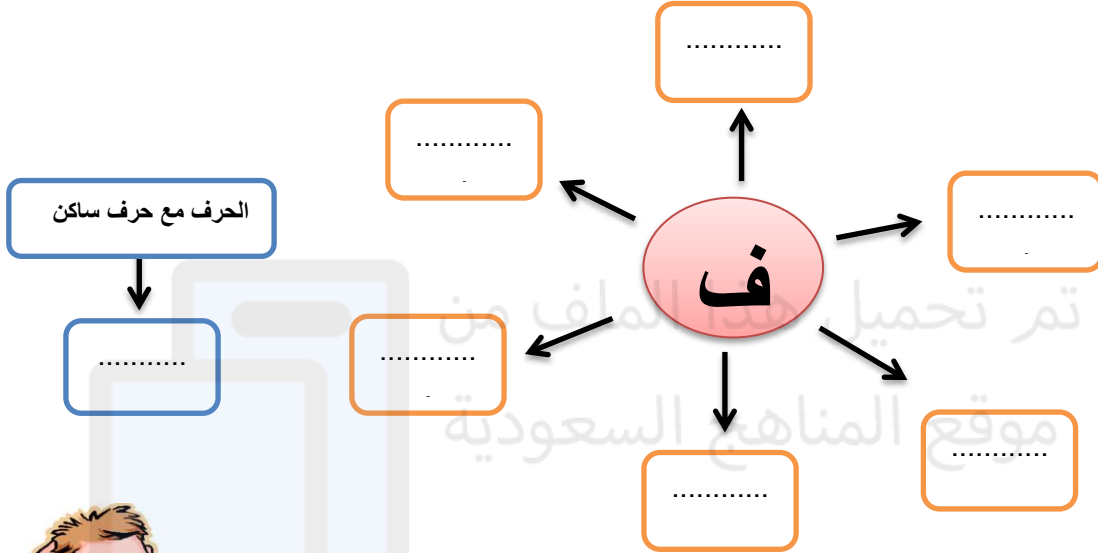 ............
............
-
الحرف مع حرف ساكن
............
-
ف
تم تحميل هذا الملف من
............
-
...........
موقع المناهج السعودية
............
............